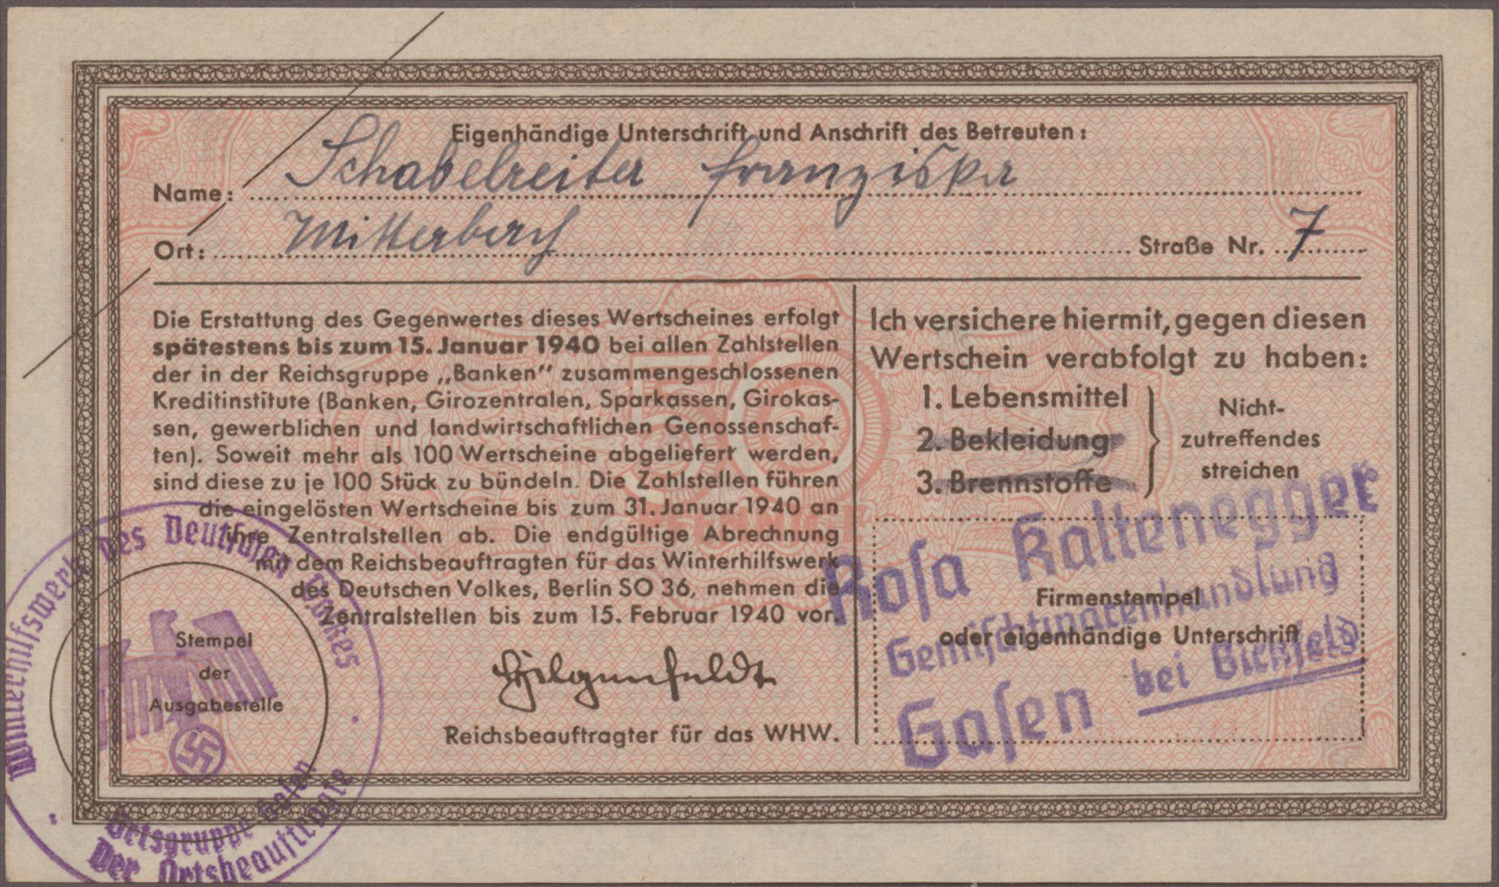 Eigenhändige Unterschrift und Anschrift des Betreuten:
Name: Schabelreiter Franziska
Ort: Mitterbach Straße Nr. 7
Die Erstattung des Gegenwertes dieses Wertscheines erfolgt
spätestens bis zum 15. Januar 1940 bei allen Zahlstellen
der in der Reichsgruppe „Banken“ zusammengeschlossenen
Kreditinstitute (Banken, Girozentralen, Sparkassen, Girokas-
sen, gewerblichen und landwirtschaftlichen Genossenschaf-
ten). Soweit mehr als 100 Wertscheine abgeliefert werden,
sind diese zu je 100 Stück zu bündeln. Die Zahlstellen führen
die eingelösten Wertscheine bis zum 31. Januar 1940 an
ihre Zentralstellen ab. Die endgültige Abrechnung
mit dem Reichsbeauftragten für das Winterhilfswerk
des Deutschen Volkes, Berlin SO 36, nehmen die
Zentralstellen bis zum 15. Februar 1940 vor.
Hilgenfeldt
Reichsbeauftragter für das WHW.
Stempel
der
Ausgabestelle
Winterhilfswerk des Deutschen Volkes
Ortsgruppe Gasen
Der Ortsbeauftragte
Ich versichere hiermit, gegen diesen
Wertschein verabfolgt zu haben:
1. Lebensmittel
2. Bekleidung
3. Brennstoffe
Nicht-
zutreffendes
streichen
Firmenstempel
oder eigenhändige Unterschrift
Rosa Kaltenegger
Gemischtwarenhandlung
Gasen bei Birkfeld
50